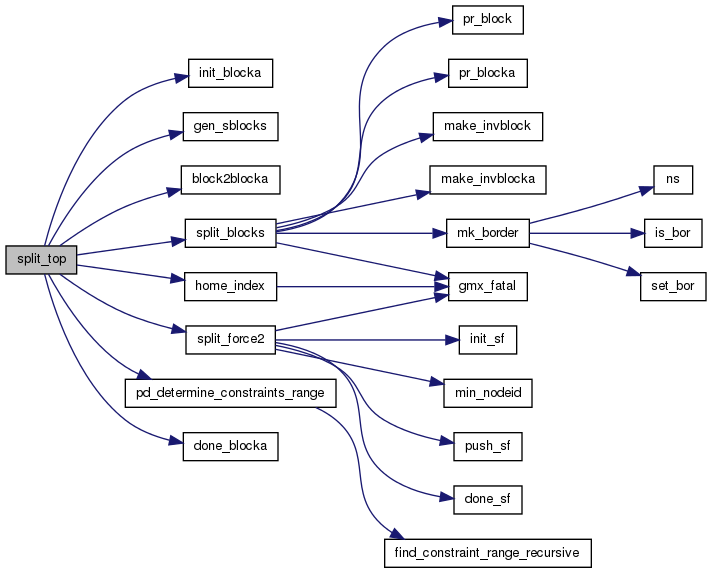 split_top
init_blocka
gen_sblocks
block2blocka
split_blocks
home_index
split_force2
pd_determine_constraints_range
done_blocka
pr_block
pr_blocka
make_invblock
make_invblocka
mk_border
gmx_fatal
init_sf
min_nodeid
push_sf
done_sf
find_constraint_range_recursive
ns
is_bor
set_bor